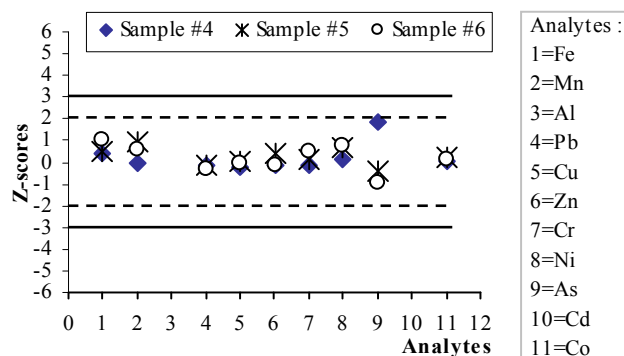 Sample #4 Sample #5 Sample #6
6
5
4
3
2
1
0
-1
-2
-3
-4
-5
-6
Z-scores
0 1 2 3 4 5 6 7 8 9 10 11 12
Analytes
Analytes :
1=Fe
2=Mn
3=Al
4=Pb
5=Cu
6=Zn
7=Cr
8=Ni
9=As
10=Cd
11=Co